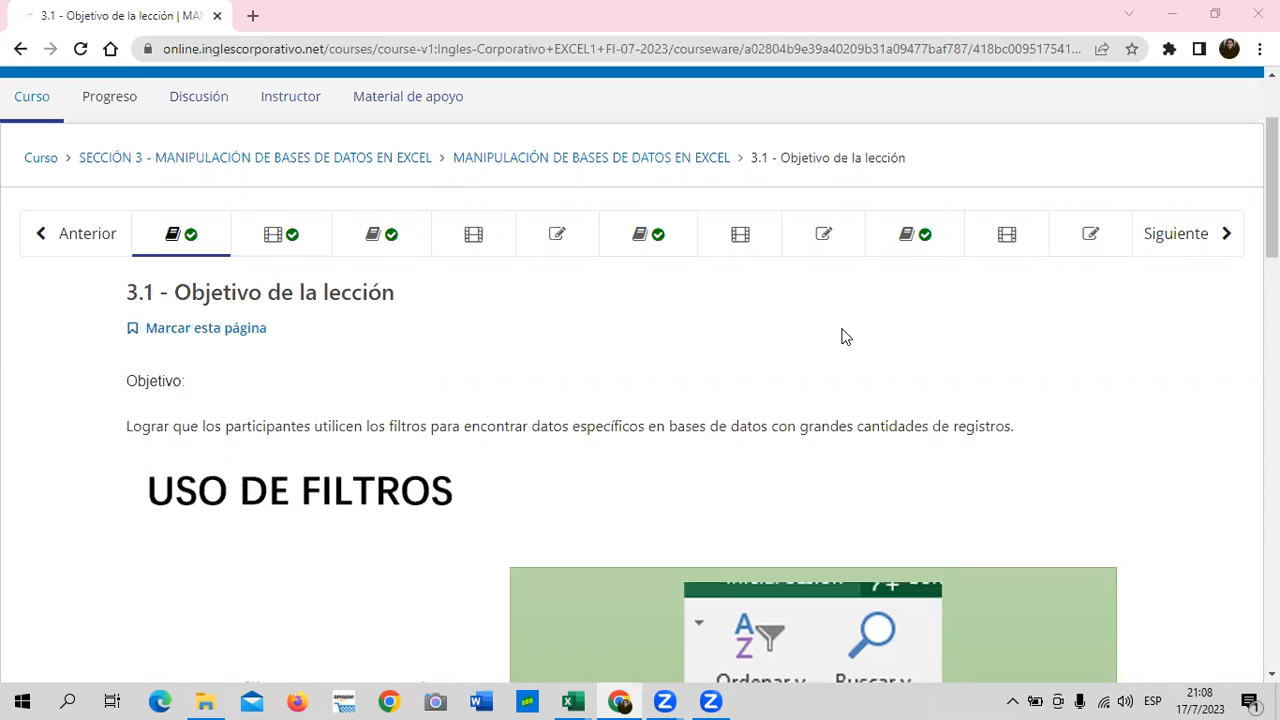 3.1 - Objetivo de la lección | MA
online.inglescorporativo.net/courses/course-v1:Ingles-Corporativo+EXCEL1+FI-07-2023/courseware/a02804b9e39a40209b31a09477baf787/418bc009517541...
Curso Progreso Discusión Instructor Material de apoyo
Curso > SECCIÓN 3 - MANIPULACIÓN DE BASES DE DATOS EN EXCEL > MANIPULACIÓN DE BASES DE DATOS EN EXCEL > 3.1 - Objetivo de la lección
Anterior Siguiente
3.1 - Objetivo de la lección
Marcar esta página
Objetivo:
Lograr que los participantes utilicen los filtros para encontrar datos específicos en bases de datos con grandes cantidades de registros.
USO DE FILTROS
A
Z
Ordenar y Buscar y
amazon
ESP
21:08
17/7/2023